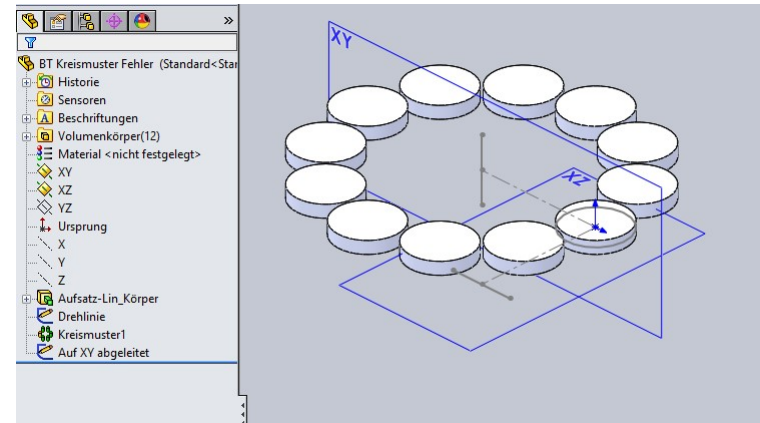 »
BT Kreismuster Fehler (Standard<Star
Historie
Sensoren
A Beschriftungen
Volumenkörper(12)
Material <nicht festgelegt>
XY
XZ
YZ
Ursprung
X
Y
Z
Aufsatz-Lin_Körper
Drehlinie
Kreismuster1
Auf XY abgeleitet
XY
XZ